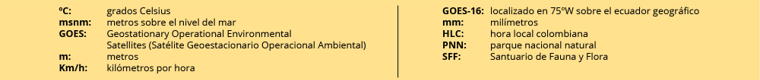 °C: grados Celsius
msnm: metros sobre el nivel del mar
GOES: Geostationary Operational Environmental
Satellites (Satélite Geoestacionario Operacional Ambiental)
m: metros
Km/h: kilómetros por hora
GOES-16: localizado en 75°W sobre el ecuador geográfico
mm: milímetros
HLC: hora local colombiana
PNN: parque nacional natural
SFF: Santuario de Fauna y Flora